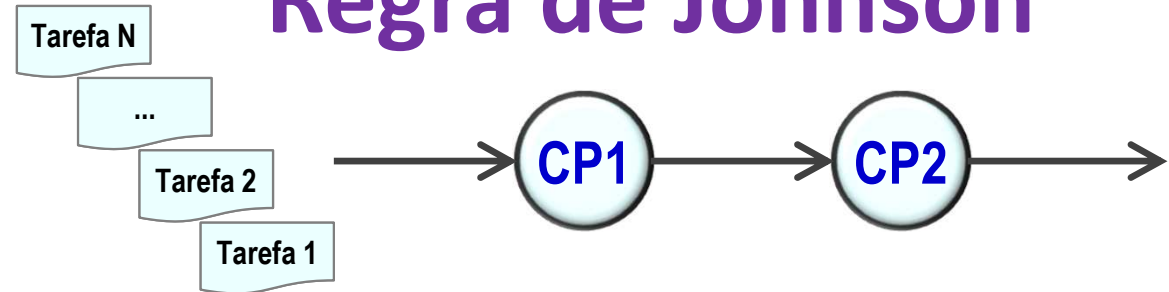 Regra de Johnson
Tarefa N
...
Tarefa 2
Tarefa 1
CP1
CP2